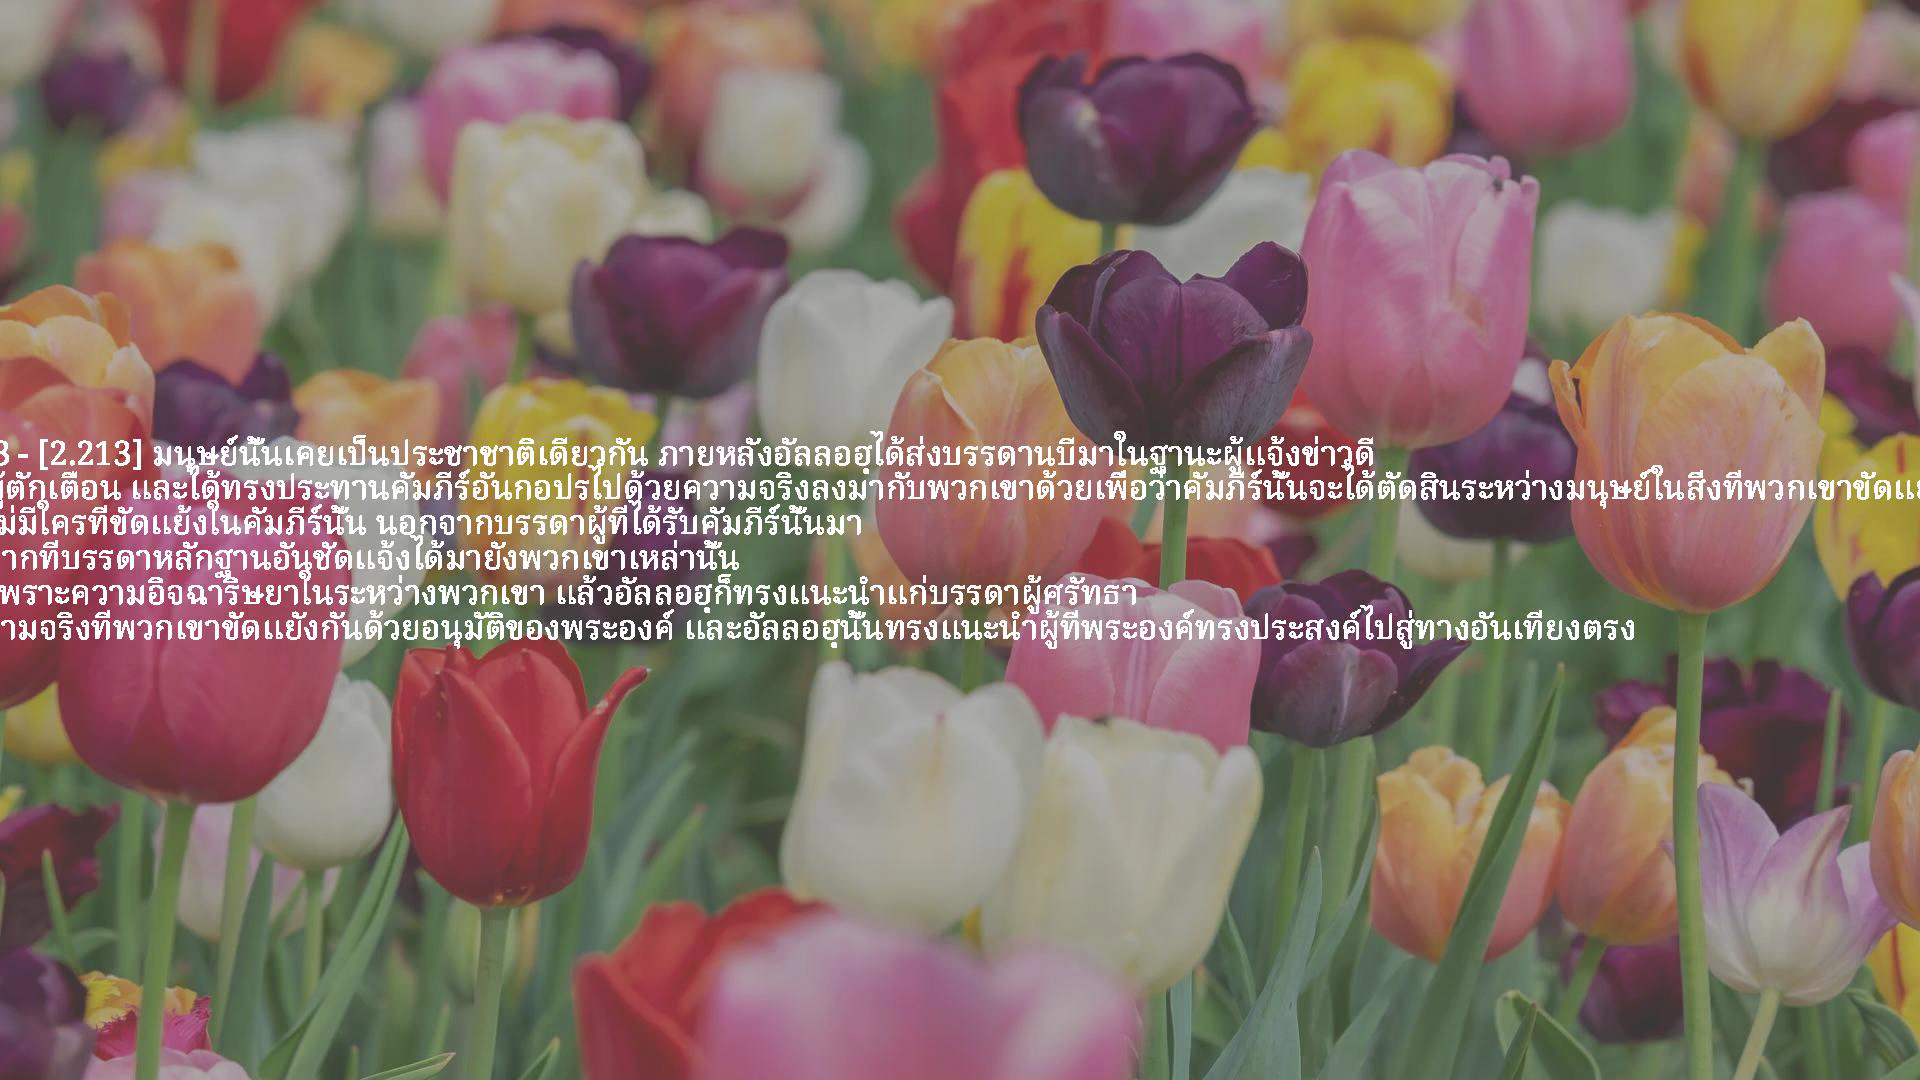 3 - [2.213] มนุษย์นั้นเคยเป็นประชาชาติเดียวกัน ภายหลังอัลลอฮฺได้ส่งบรรดานบีมาในฐานะผู้แจ้งข่าวดี
ผู้ตักเตือน และได้ทรงประทานคัมภีร์อันกอปรไปด้วยความจริงลงมากับพวกเขาด้วยเพื่อว่าคัมภีร์นั้นจะได้ตัดสินระหว่างมนุษย์ในสิ่งที่พวกเขาขัดแ
ม่มีใครที่ขัดแย้งในคัมภีร์นั้น นอกจากบรรดาผู้ที่ได้รับคัมภีร์นั้นมา
ากที่บรรดาหลักฐานอันชัดแจ้งได้มายังพวกเขาเหล่านั้น
พราะความอิจฉาริษยาในระหว่างพวกเขา แล้วอัลลอฮฺก็ทรงแนะนำแก่บรรดาผู้ศรัทธา
ามจริงที่พวกเขาขัดแย้งกันด้วยอนุมัติของพระองค์ และอัลลอฮฺนั้นทรงแนะนำผู้ที่พระองค์ทรงประสงค์ไปสู่ทางอันเที่ยงตรง